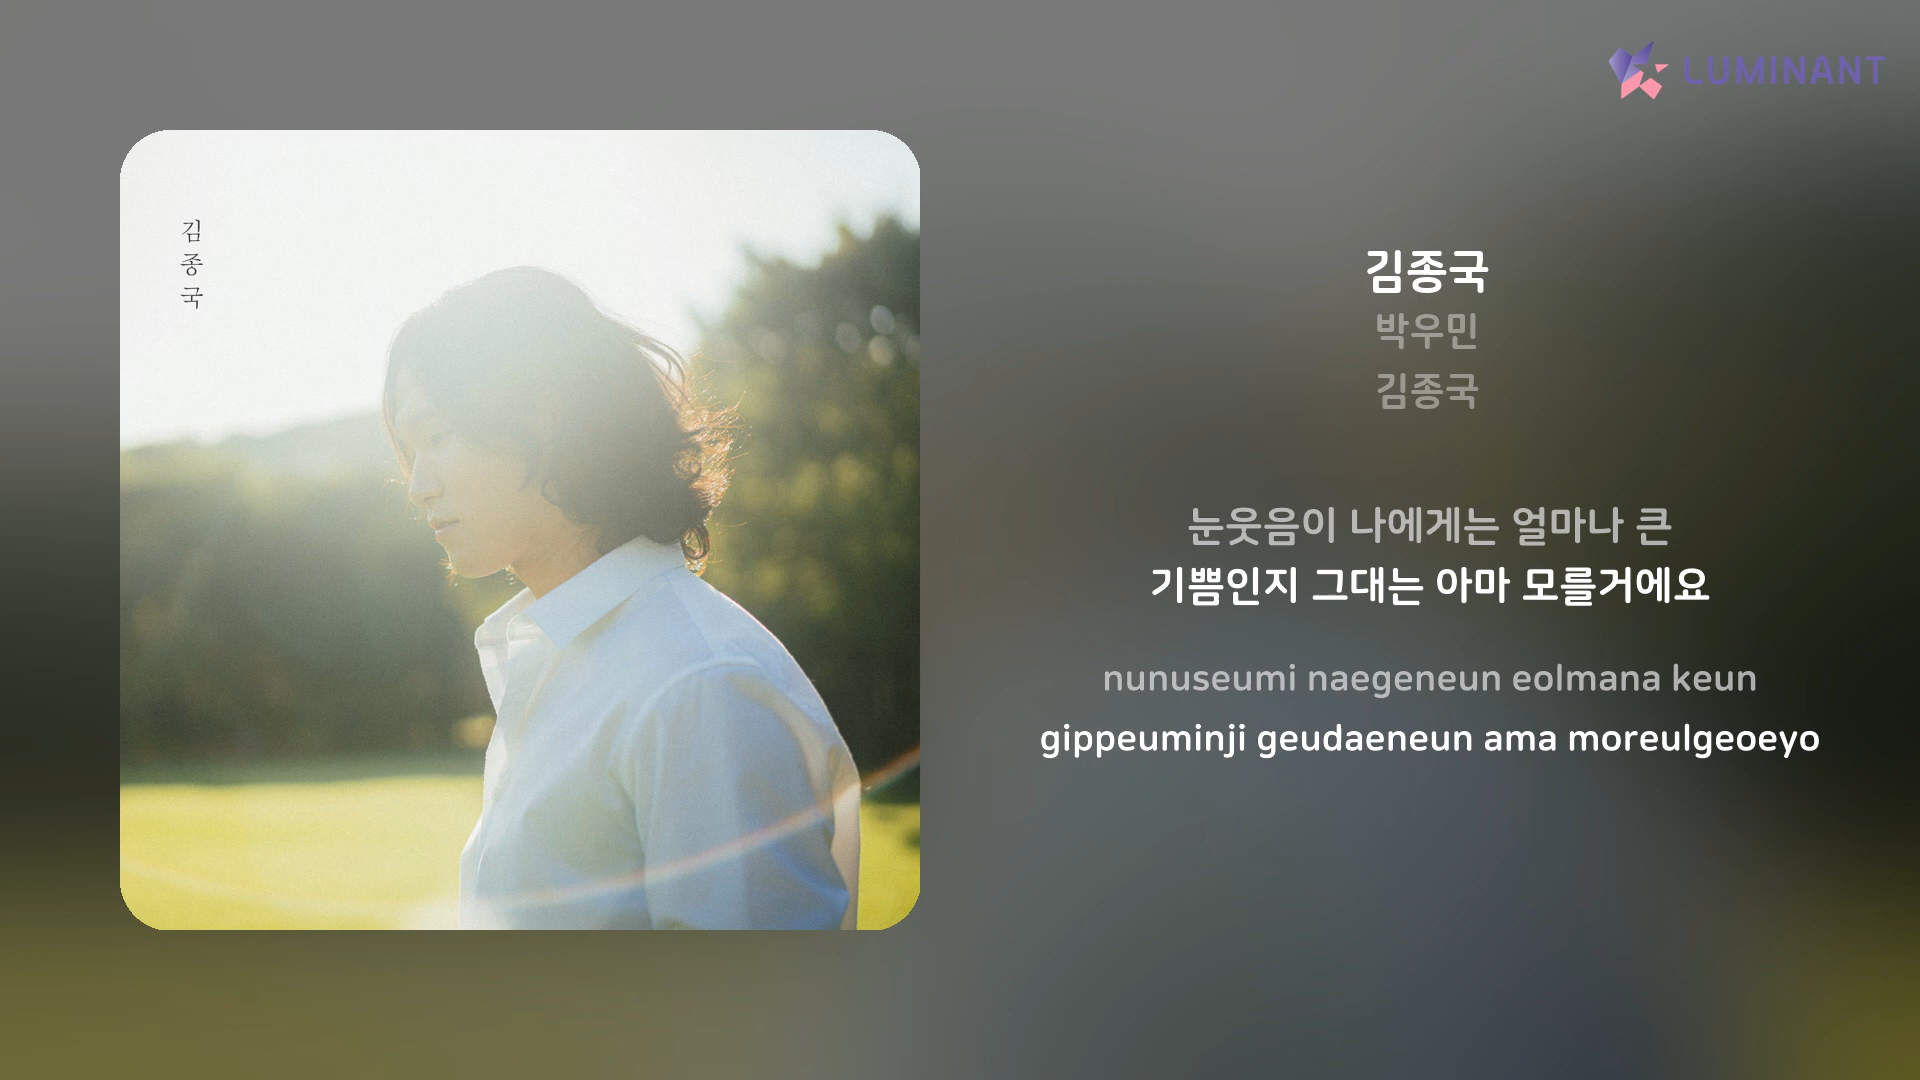 김종국
LUMINANT
김종국
박우민
김종국
눈웃음이 나에게는 얼마나 큰
기쁨인지 그대는 아마 모를거에요
nunuseumi naegeneun eolmana keun
gippeuminji geudaeneun ama moreulgeoeyo